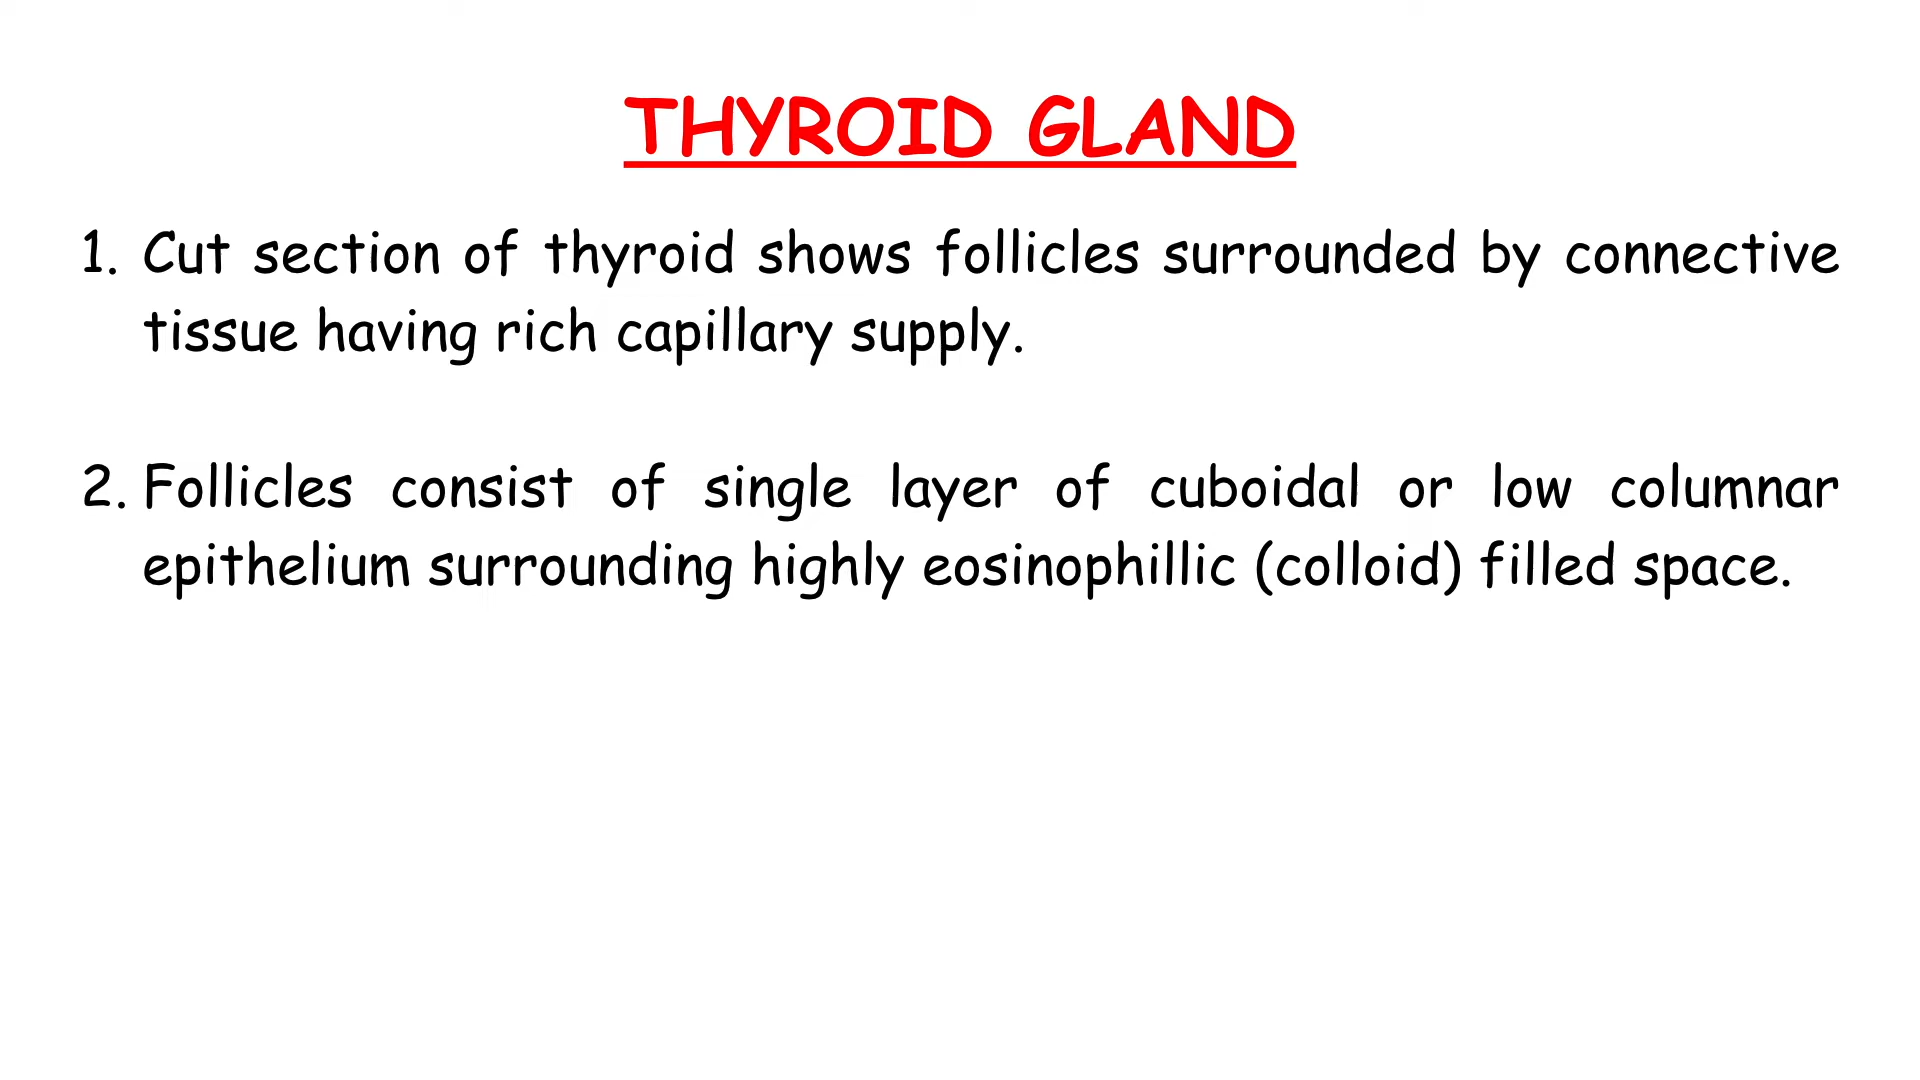 THYROID GLAND
1. Cut section of thyroid shows follicles surrounded by connective
tissue having rich capillary supply.
2. Follicles consist of single layer of cuboidal or low columnar
epithelium surrounding highly eosinophillic (colloid) filled space.